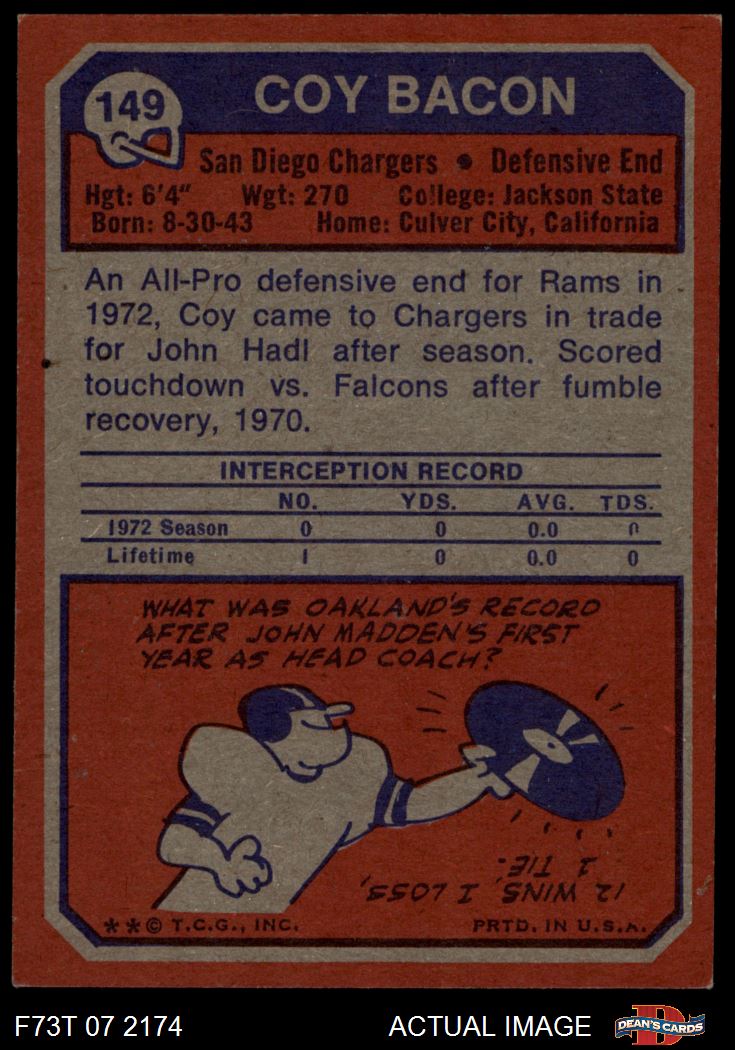 149
COY BACON
San Diego Chargers • Defensive End
Hgt: 6'4" Wgt: 270 College: Jackson State
Born: 8-30-43 Home: Culver City, California
An All-Pro defensive end for Rams in
1972, Coy came to Chargers in trade
for John Hadl after season. Scored
touchdown vs. Falcons after fumble
recovery, 1970.
INTERCEPTION RECORD
NO. YDS. AVG. TDS.
1972 Season 0 0 0.0 0
Lifetime 1 0 0.0 0
WHAT WAS OAKLAND'S RECORD
AFTER JOHN MADDEN'S FIRST
YEAR AS HEAD COACH?
12 WINS, 1 LOSS,
1 TIE.
** © T.C.G., INC. PRTD. IN U.S.A.
F73T 07 2174 ACTUAL IMAGE
D
DEAN'S CARDS